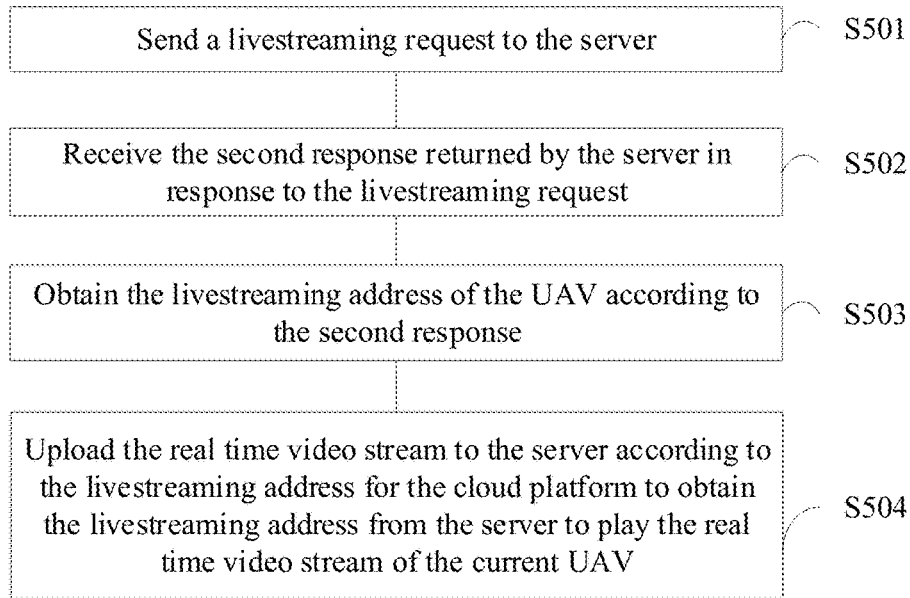 Send a livestreaming request to the server
S501
Receive the second response returned by the server in
response to the livestreaming request
S502
Obtain the livestreaming address of the UAV according to
the second response
S503
Upload the real time video stream to the server according to
the livestreaming address for the cloud platform to obtain
the livestreaming address from the server to play the real
time video stream of the current UAV
S504